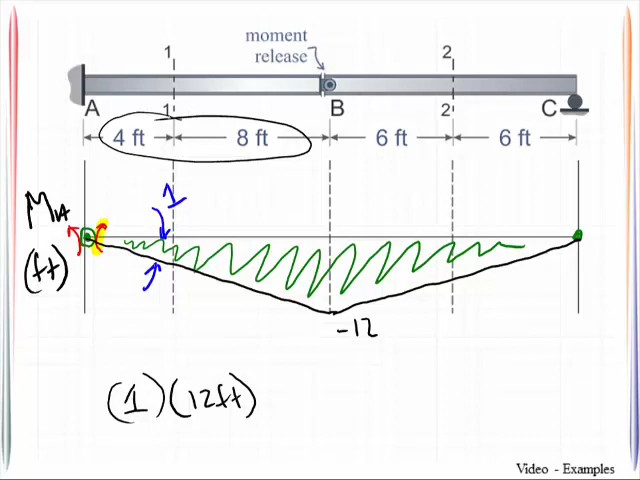 moment
release
1
2
A
1
B
2
C
4 ft
8 ft
6 ft
6 ft
1
M_A
(ft)
-12
(1)(12ft)
Video - Examples